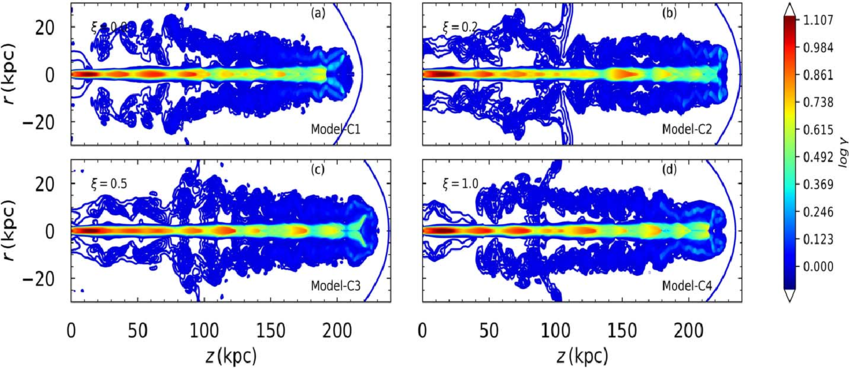 (a)
Model-C1
(b)
ξ = 0.2
Model-C2
(c)
ξ = 0.5
Model-C3
(d)
ξ = 1.0
Model-C4
20
0
−20
r (kpc)
20
0
−20
r (kpc)
0 50 100 150 200
z (kpc)
0 50 100 150 200
z (kpc)
1.107
0.984
0.861
0.738
0.615
0.492
0.369
0.246
0.123
0.000
log γ